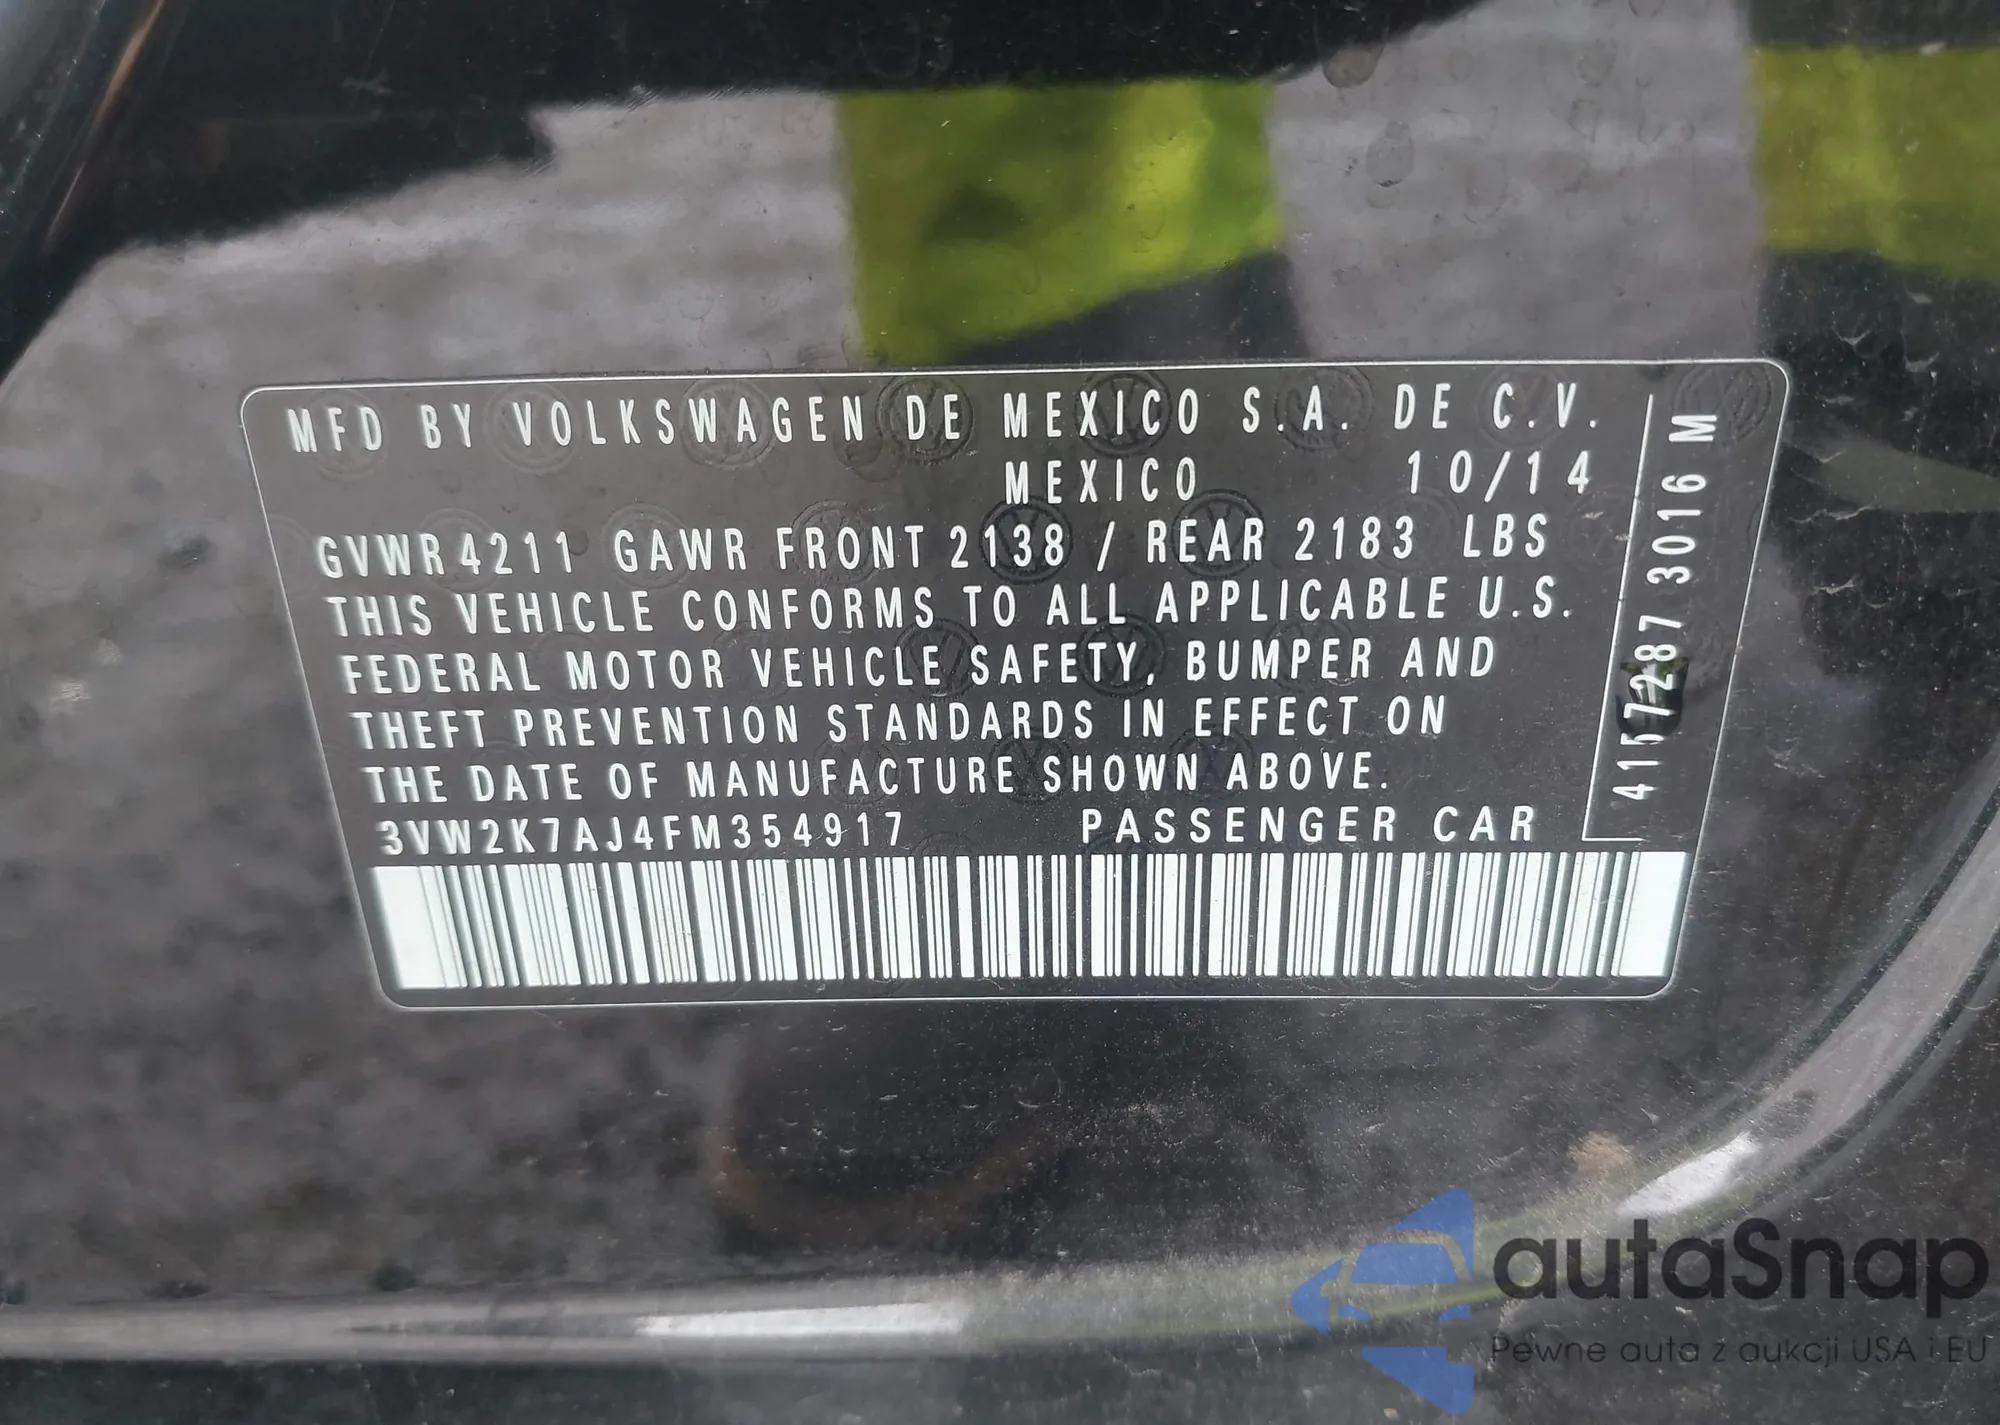 MFD BY VOLKSWAGEN DE MEXICO S.A. DE C.V.
MEXICO 10/14
GVWR 4211 GAWR FRONT 2138 / REAR 2183 LBS
THIS VEHICLE CONFORMS TO ALL APPLICABLE U.S.
FEDERAL MOTOR VEHICLE SAFETY, BUMPER AND
THEFT PREVENTION STANDARDS IN EFFECT ON
THE DATE OF MANUFACTURE SHOWN ABOVE.
3VW2K7AJ4FM354917 PASSENGER CAR
4157287 3016 M
autaSnap
Pewne auta z aukcji USA i EU